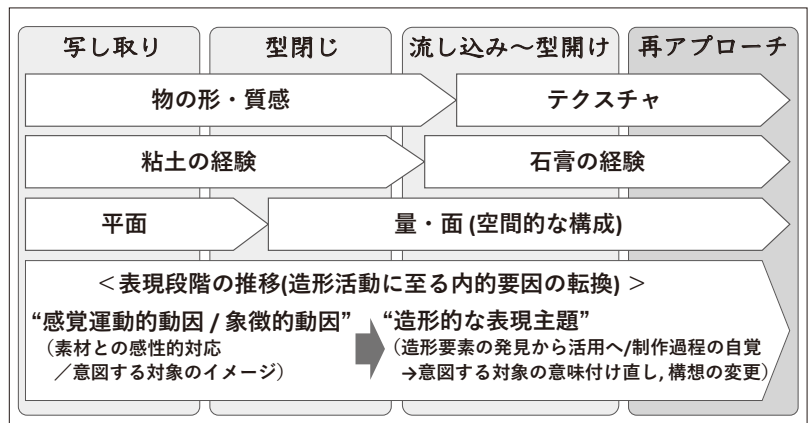 写し取り
型閉じ
流し込み～型開け
再アプローチ
物の形・質感
テクスチャ
粘土の経験
石膏の経験
平面
量・面 (空間的な構成)
＜表現段階の推移(造形活動に至る内的要因の転換) ＞
“感覚運動的動因 / 象徴的動因”
（素材との感性的対応
／意図する対象のイメージ）
“造形的な表現主題”
（造形要素の発見から活用へ/制作過程の自覚
→意図する対象の意味付け直し, 構想の変更）